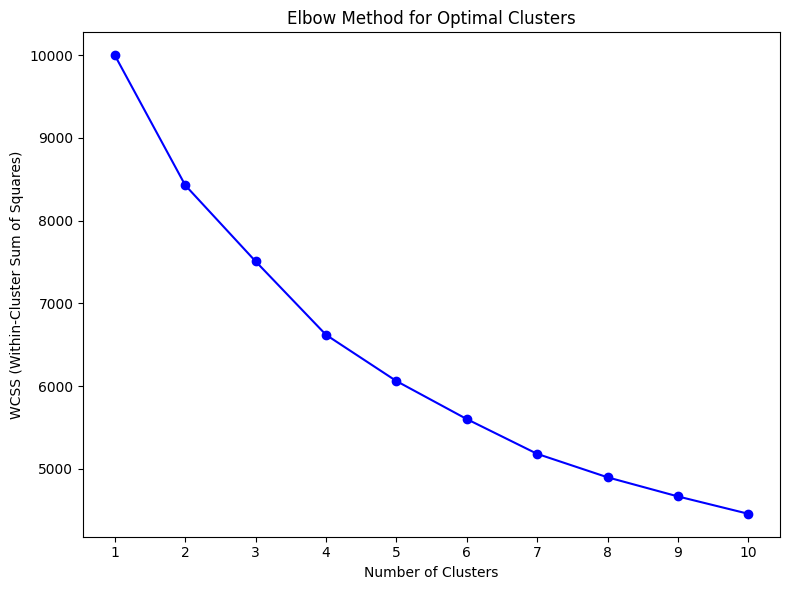 Elbow Method for Optimal Clusters
WCSS (Within-Cluster Sum of Squares)
10000
9000
8000
7000
6000
5000
1 2 3 4 5 6 7 8 9 10
Number of Clusters